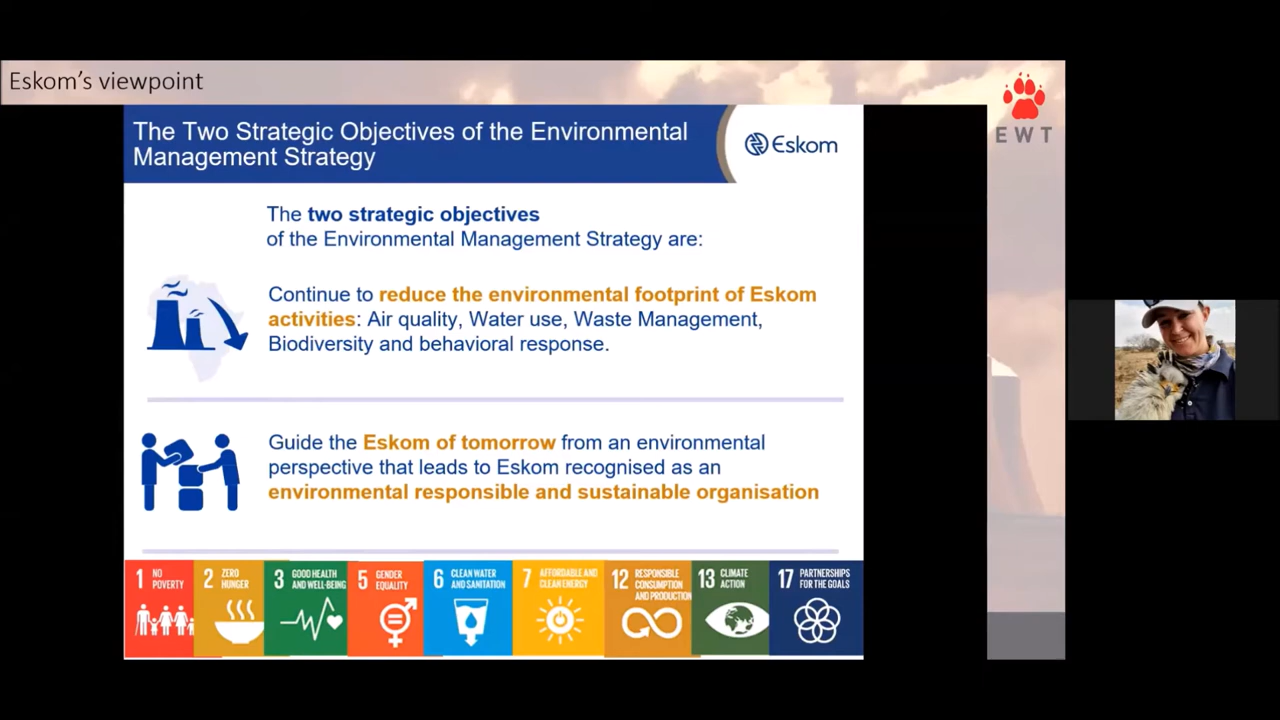 Eskom's viewpoint
EWT
The Two Strategic Objectives of the Environmental
Management Strategy
Eskom
The two strategic objectives
of the Environmental Management Strategy are:
Continue to reduce the environmental footprint of Eskom
activities: Air quality, Water use, Waste Management,
Biodiversity and behavioral response.
Guide the Eskom of tomorrow from an environmental
perspective that leads to Eskom recognised as an
environmental responsible and sustainable organisation
1 NO
POVERTY
2 ZERO
HUNGER
3 GOOD HEALTH
AND WELL-BEING
5 GENDER
EQUALITY
6 CLEAN WATER
AND SANITATION
7 AFFORDABLE AND
CLEAN ENERGY
12 RESPONSIBLE
CONSUMPTION
AND PRODUCTION
13 CLIMATE
ACTION
17 PARTNERSHIPS
FOR THE GOALS